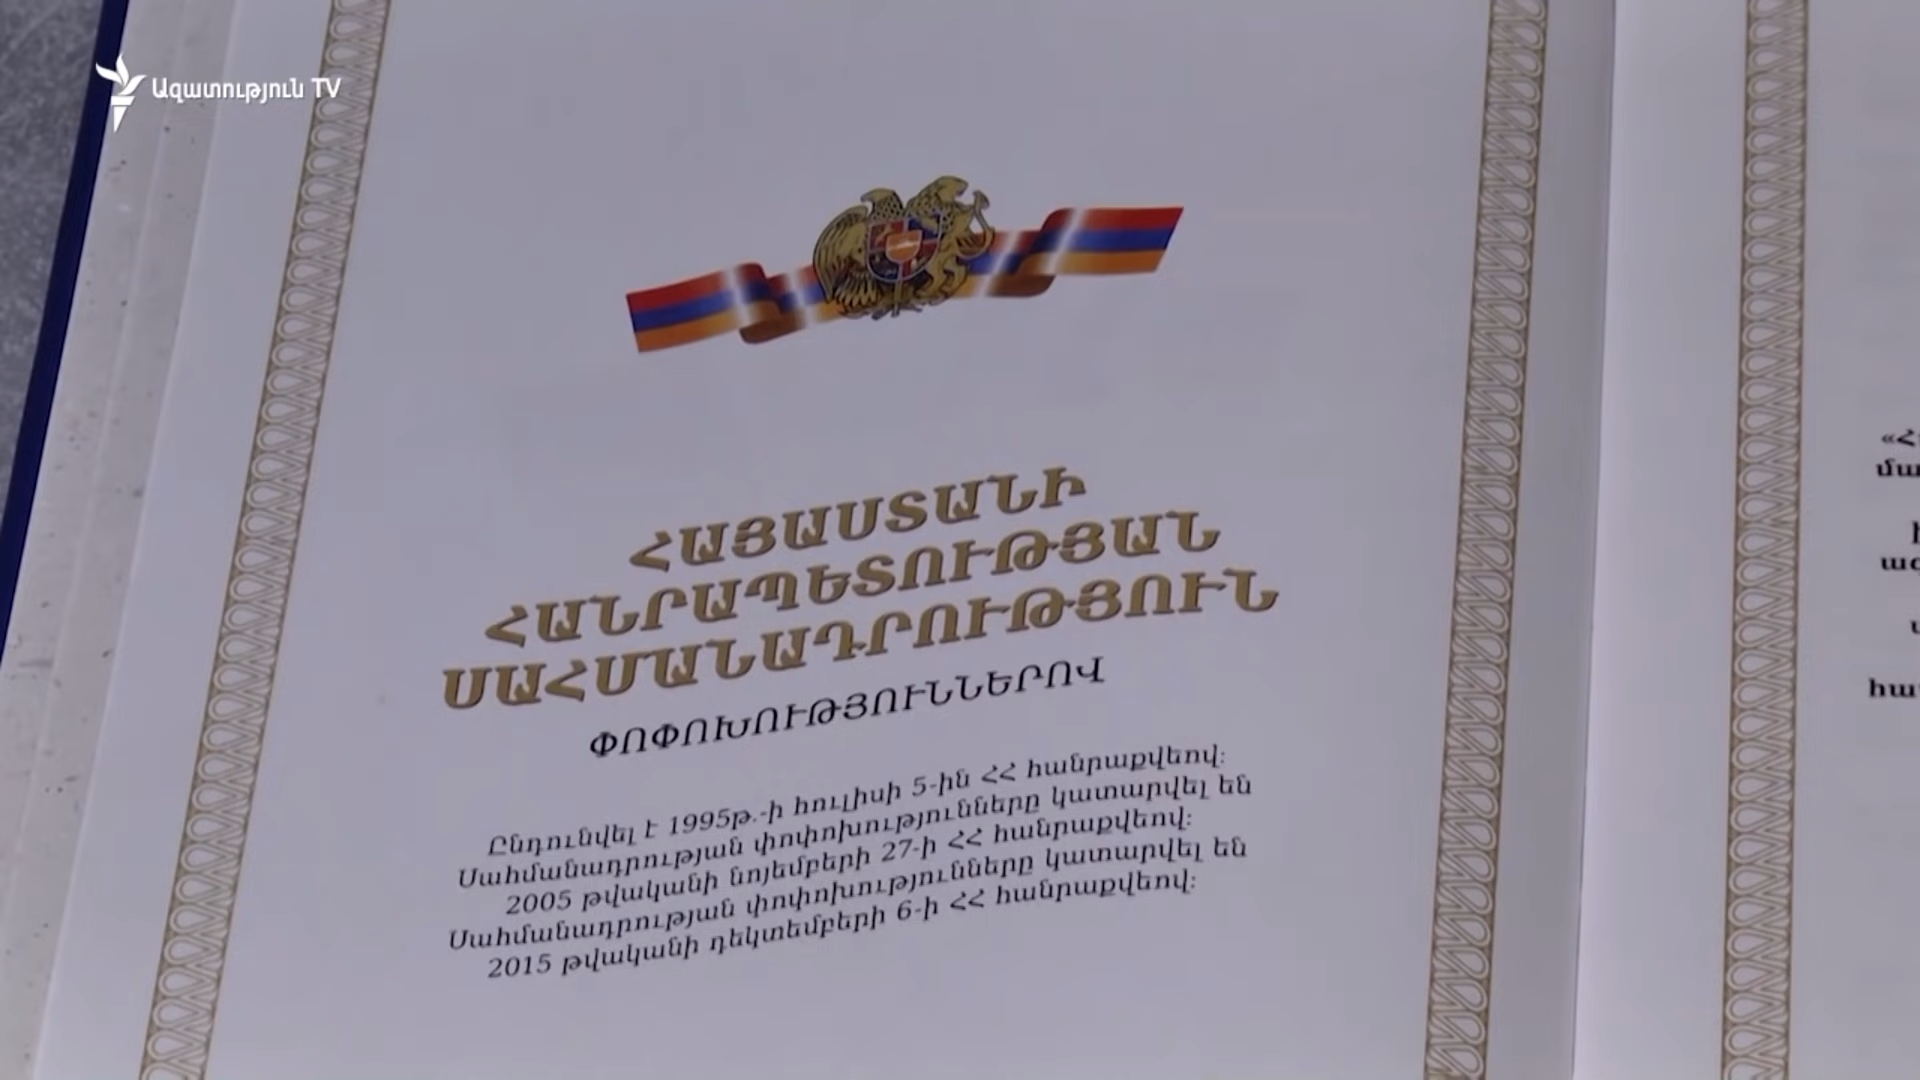 Ազատություն TV
ՀԱՅԱՍՏԱՆԻ
ՀԱՆՐԱՊԵՏՈՒԹՅԱՆ
ՍԱՀՄԱՆԱԴՐՈՒԹՅՈՒՆ
ՓՈՓՈԽՈՒԹՅՈՒՆՆԵՐՈՎ
Ընդունվել է 1995թ.-ի հուլիսի 5-ին ՀՀ հանրաքվեով։
Սահմանադրության փոփոխությունները կատարվել են
2005 թվականի նոյեմբերի 27-ի ՀՀ հանրաքվեով։
Սահմանադրության փոփոխությունները կատարվել են
2015 թվականի դեկտեմբերի 6-ի ՀՀ հանրաքվեով։